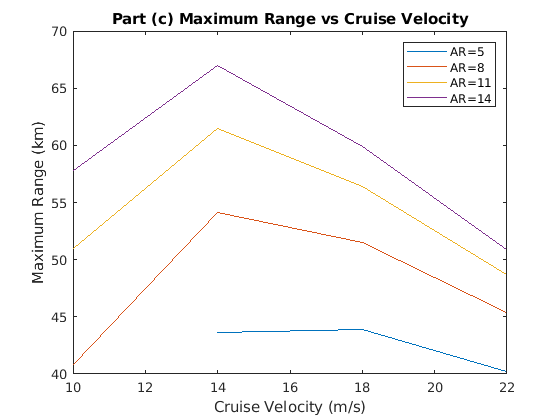 Part (c) Maximum Range vs Cruise Velocity
70
65
60
55
50
45
40
Maximum Range (km)
AR=5
AR=8
AR=11
AR=14
10 12 14 16 18 20 22
Cruise Velocity (m/s)